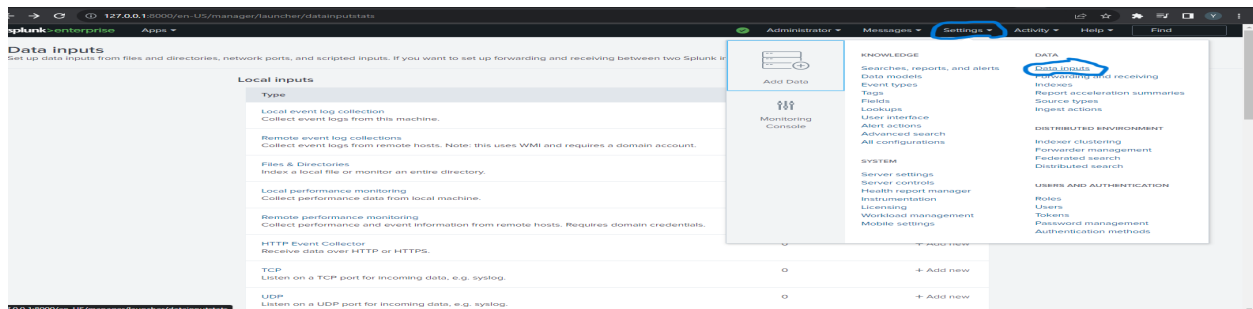 127.0.0.1:8000/en-US/manager/launcher/datainputstats
splunk>enterprise Apps ▾ Administrator ▾ Messages ▾ Settings ▾ Activity ▾ Help ▾ Find
Data inputs
Set up data inputs from files and directories, network ports, and scripted inputs. If you want to set up forwarding and receiving between two Splunk in
Local inputs
Type
Local event log collection
Collect event logs from this machine.
Remote event log collections
Collect event logs from remote hosts. Note: this uses WMI and requires a domain account.
Files & Directories
Index a local file or monitor an entire directory.
Local performance monitoring
Collect performance data from local machine.
Remote performance monitoring
Collect performance and event information from remote hosts. Requires domain credentials.
HTTP Event Collector 0 + Add new
Receive data over HTTP or HTTPS.
TCP 0 + Add new
Listen on a TCP port for incoming data, e.g. syslog.
UDP 0 + Add new
Listen on a UDP port for incoming data, e.g. syslog.
Add Data
Monitoring
Console
KNOWLEDGE
Searches, reports, and alerts
Data models
Event types
Tags
Fields
Lookups
User interface
Alert actions
Advanced search
All configurations
SYSTEM
Server settings
Server controls
Health report manager
Instrumentation
Licensing
Workload management
Mobile settings
DATA
Data inputs
Forwarding and receiving
Indexes
Report acceleration summaries
Source types
Ingest actions
DISTRIBUTED ENVIRONMENT
Indexer clustering
Forwarder management
Federated search
Distributed search
USERS AND AUTHENTICATION
Roles
Users
Tokens
Password management
Authentication methods